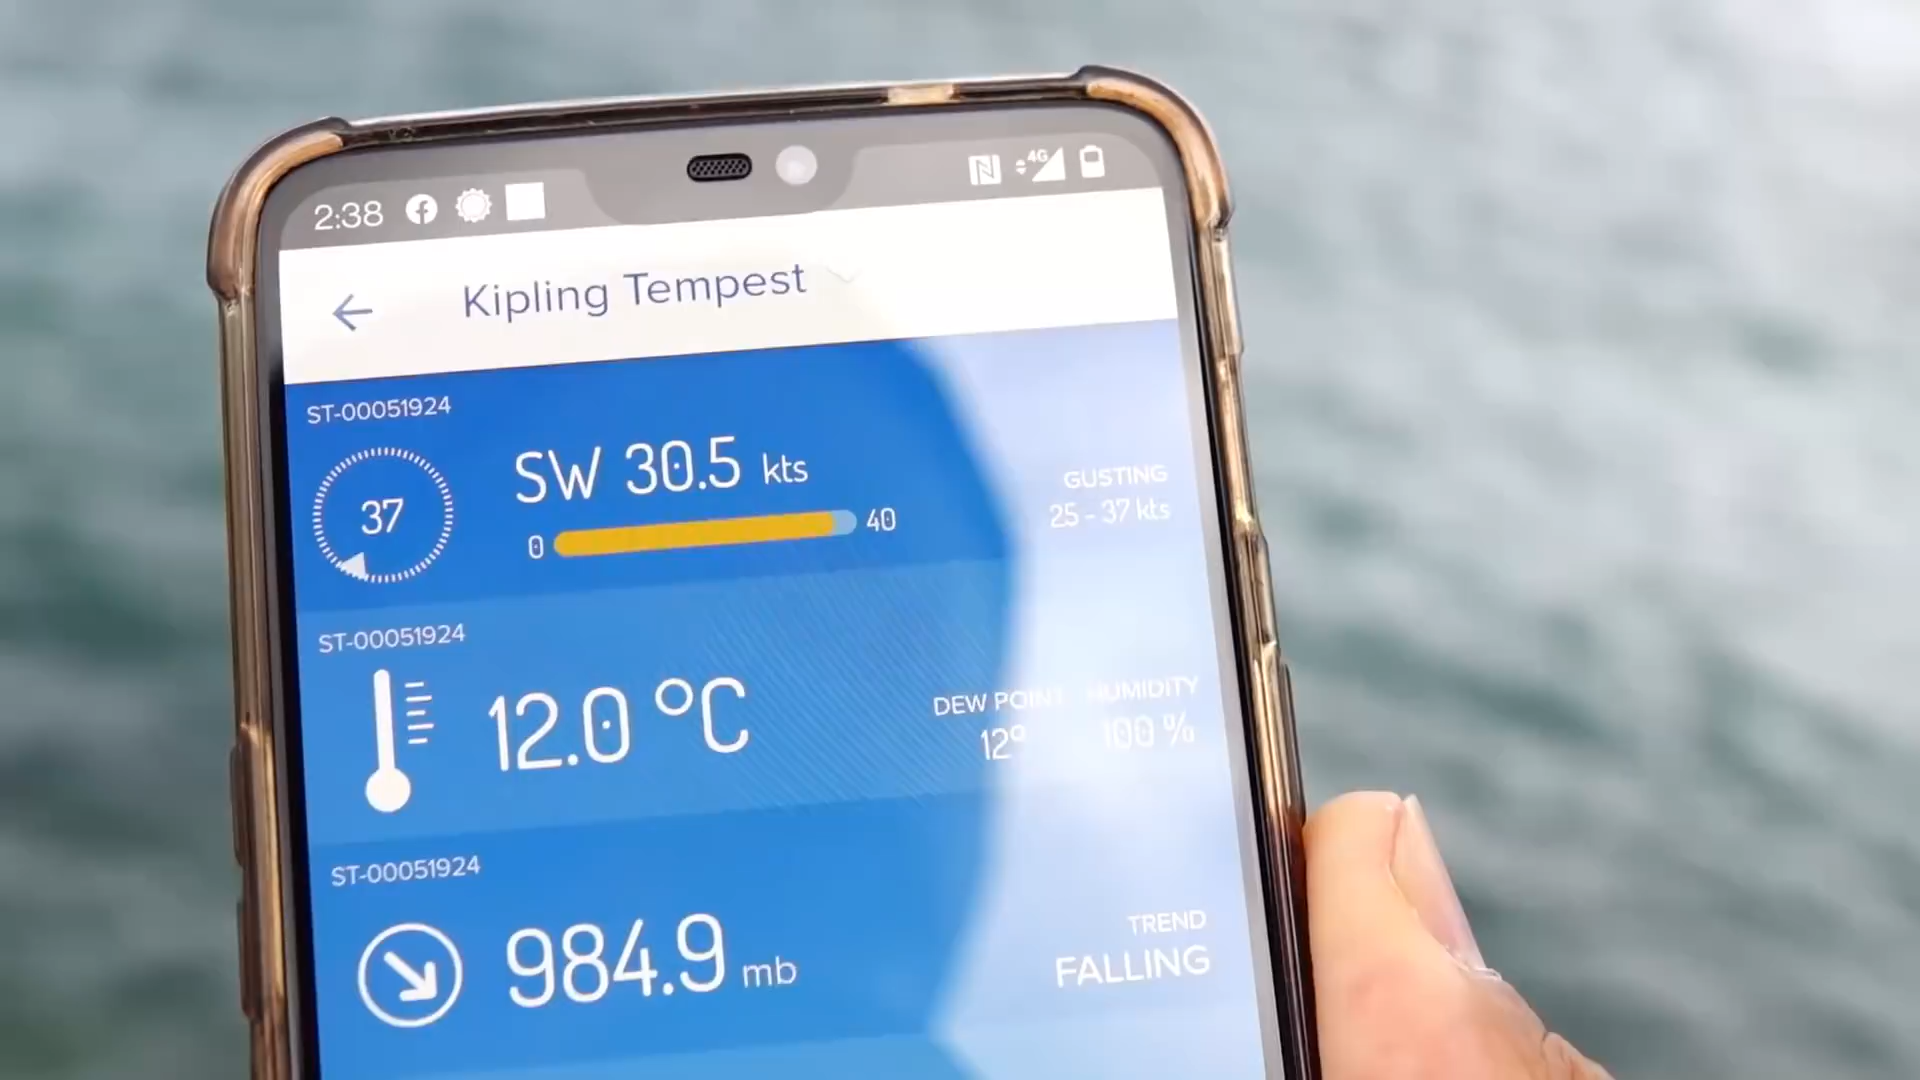 2:38
4G
Kipling Tempest
ST-00051924
37
SW 30.5 kts
0
40
GUSTING
25 - 37 kts
ST-00051924
12.0 °C
DEW POINT HUMIDITY
12° 100 %
ST-00051924
984.9 mb
TREND
FALLING